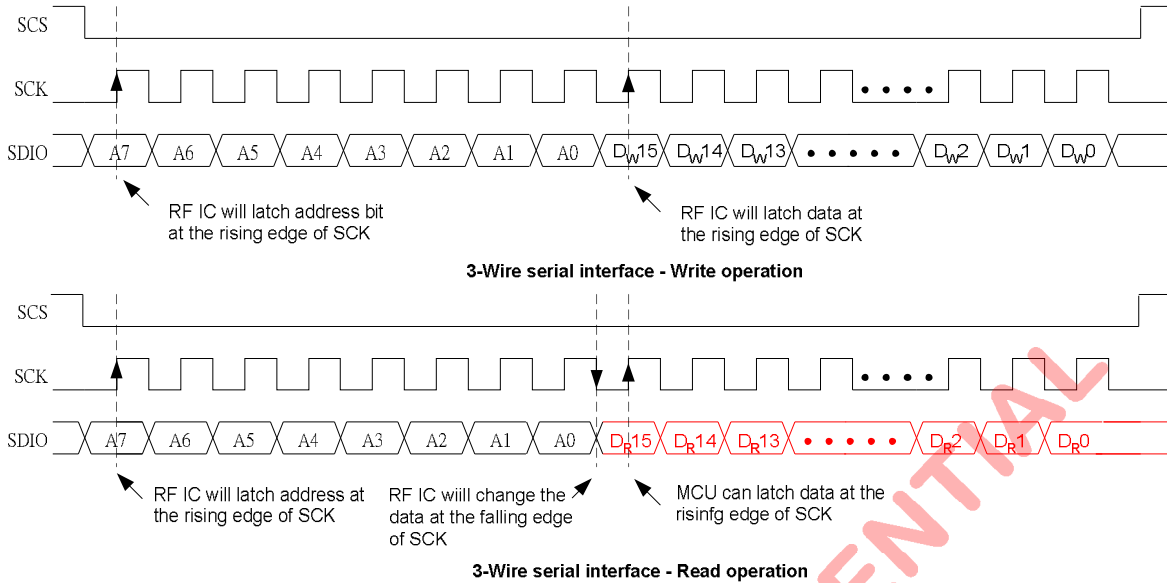 SCS
SCK
SDIO A7 A6 A5 A4 A3 A2 A1 A0 DW15 DW14 DW13 DW2 DW1 DW0
RF IC will latch address bit
at the rising edge of SCK
RF IC will latch data at
the rising edge of SCK
3-Wire serial interface - Write operation
SCS
SCK
SDIO A7 A6 A5 A4 A3 A2 A1 A0 DR15 DR14 DR13 DR2 DR1 DR0
RF IC will latch address at
the rising edge of SCK
RF IC wiill change the
data at the falling edge
of SCK
MCU can latch data at the
risinfg edge of SCK
3-Wire serial interface - Read operation
ENTIAL